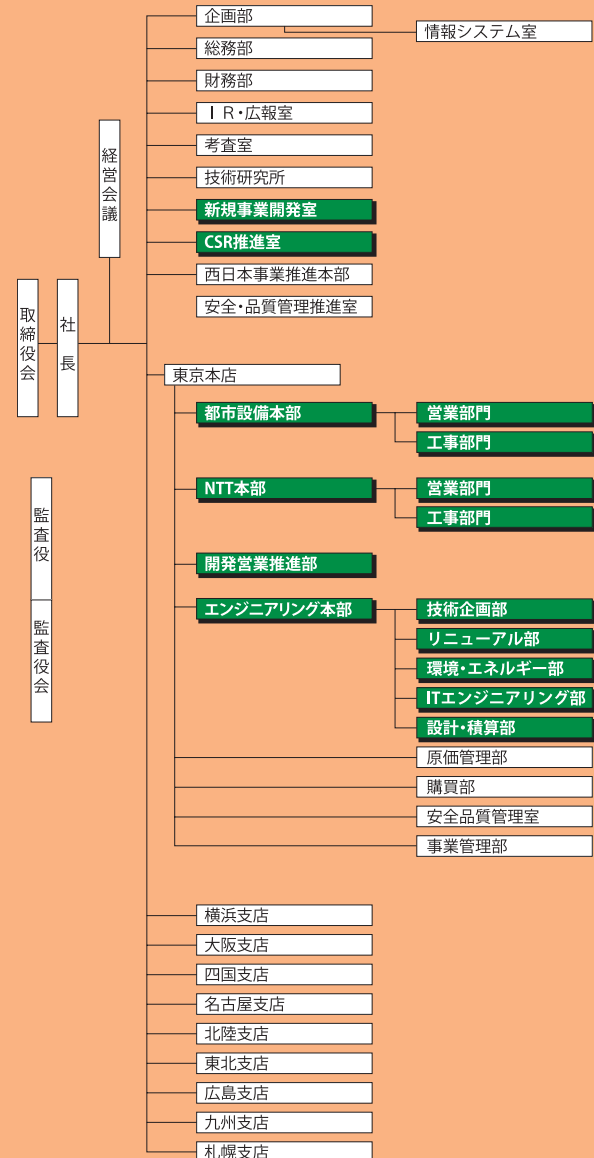 企画部
情報システム室
総務部
財務部
ＩＲ・広報室
考査室
技術研究所
新規事業開発室
CSR推進室
西日本事業推進本部
安全・品質管理推進室
経営会議
取締役会
社長
東京本店
都市設備本部
営業部門
工事部門
NTT本部
営業部門
工事部門
監査役
監査役会
開発営業推進部
エンジニアリング本部
技術企画部
リニューアル部
環境・エネルギー部
ITエンジニアリング部
設計・積算部
原価管理部
購買部
安全品質管理室
事業管理部
横浜支店
大阪支店
四国支店
名古屋支店
北陸支店
東北支店
広島支店
九州支店
札幌支店